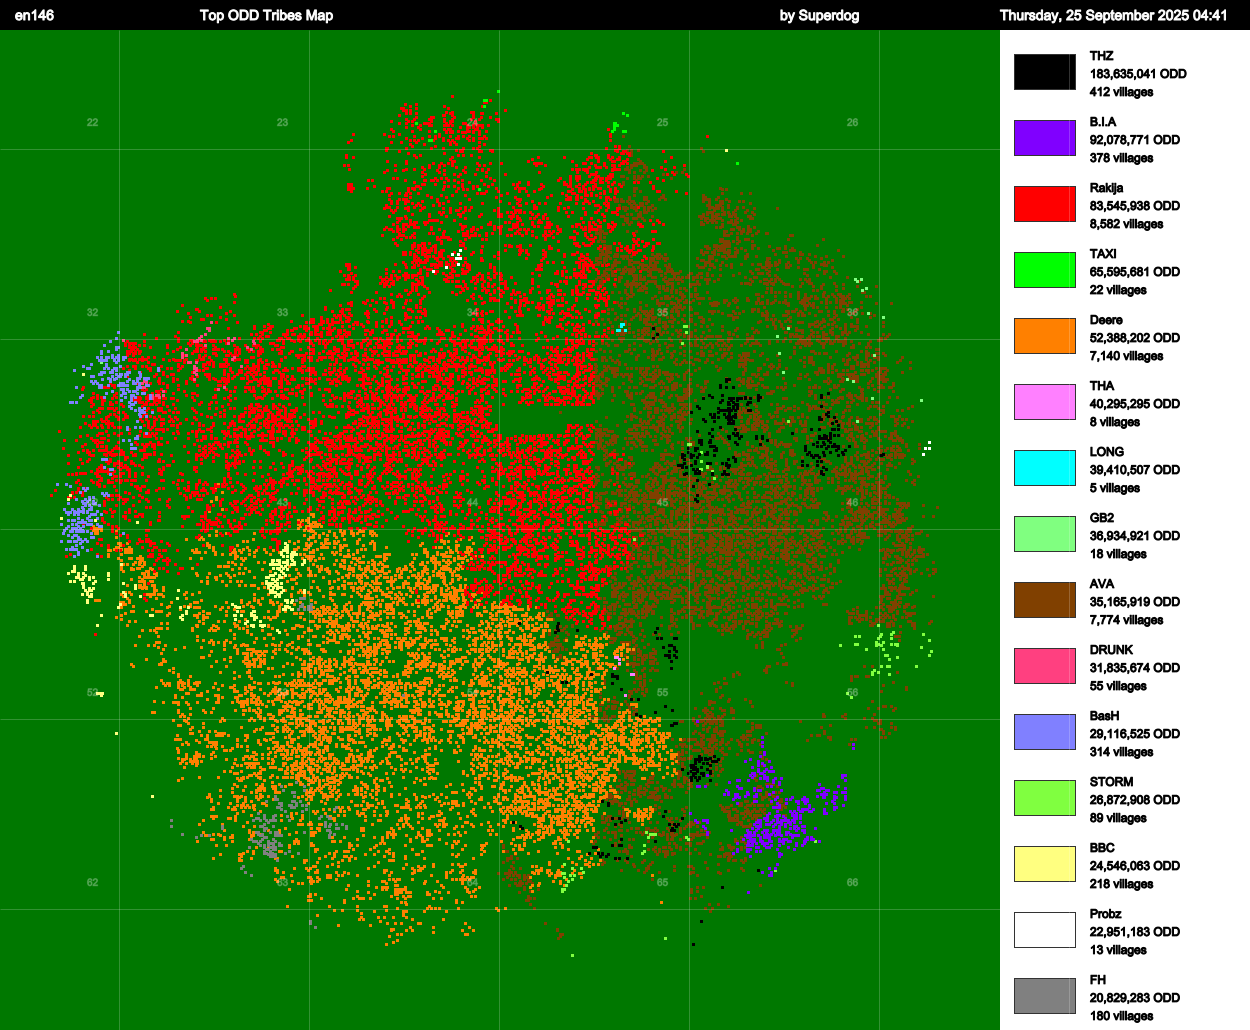 en146 Top ODD Tribes Map by Superdog Thursday, 25 September 2025 04:41
THZ
183,635,041 ODD
412 villages
B.I.A
92,078,771 ODD
378 villages
Rakija
83,545,938 ODD
8,582 villages
TAXI
65,595,681 ODD
22 villages
Deere
52,388,202 ODD
7,140 villages
THA
40,295,295 ODD
8 villages
LONG
39,410,507 ODD
5 villages
GB2
36,934,921 ODD
18 villages
AVA
35,165,919 ODD
7,774 villages
DRUNK
31,835,674 ODD
55 villages
BasH
29,116,525 ODD
314 villages
STORM
26,872,908 ODD
89 villages
BBC
24,546,063 ODD
218 villages
Probz
22,951,183 ODD
13 villages
FH
20,829,283 ODD
180 villages
22 23 24 25 26
32 33 34 35 36
43 44 45 46
52 55 56
62 63 64 65 66